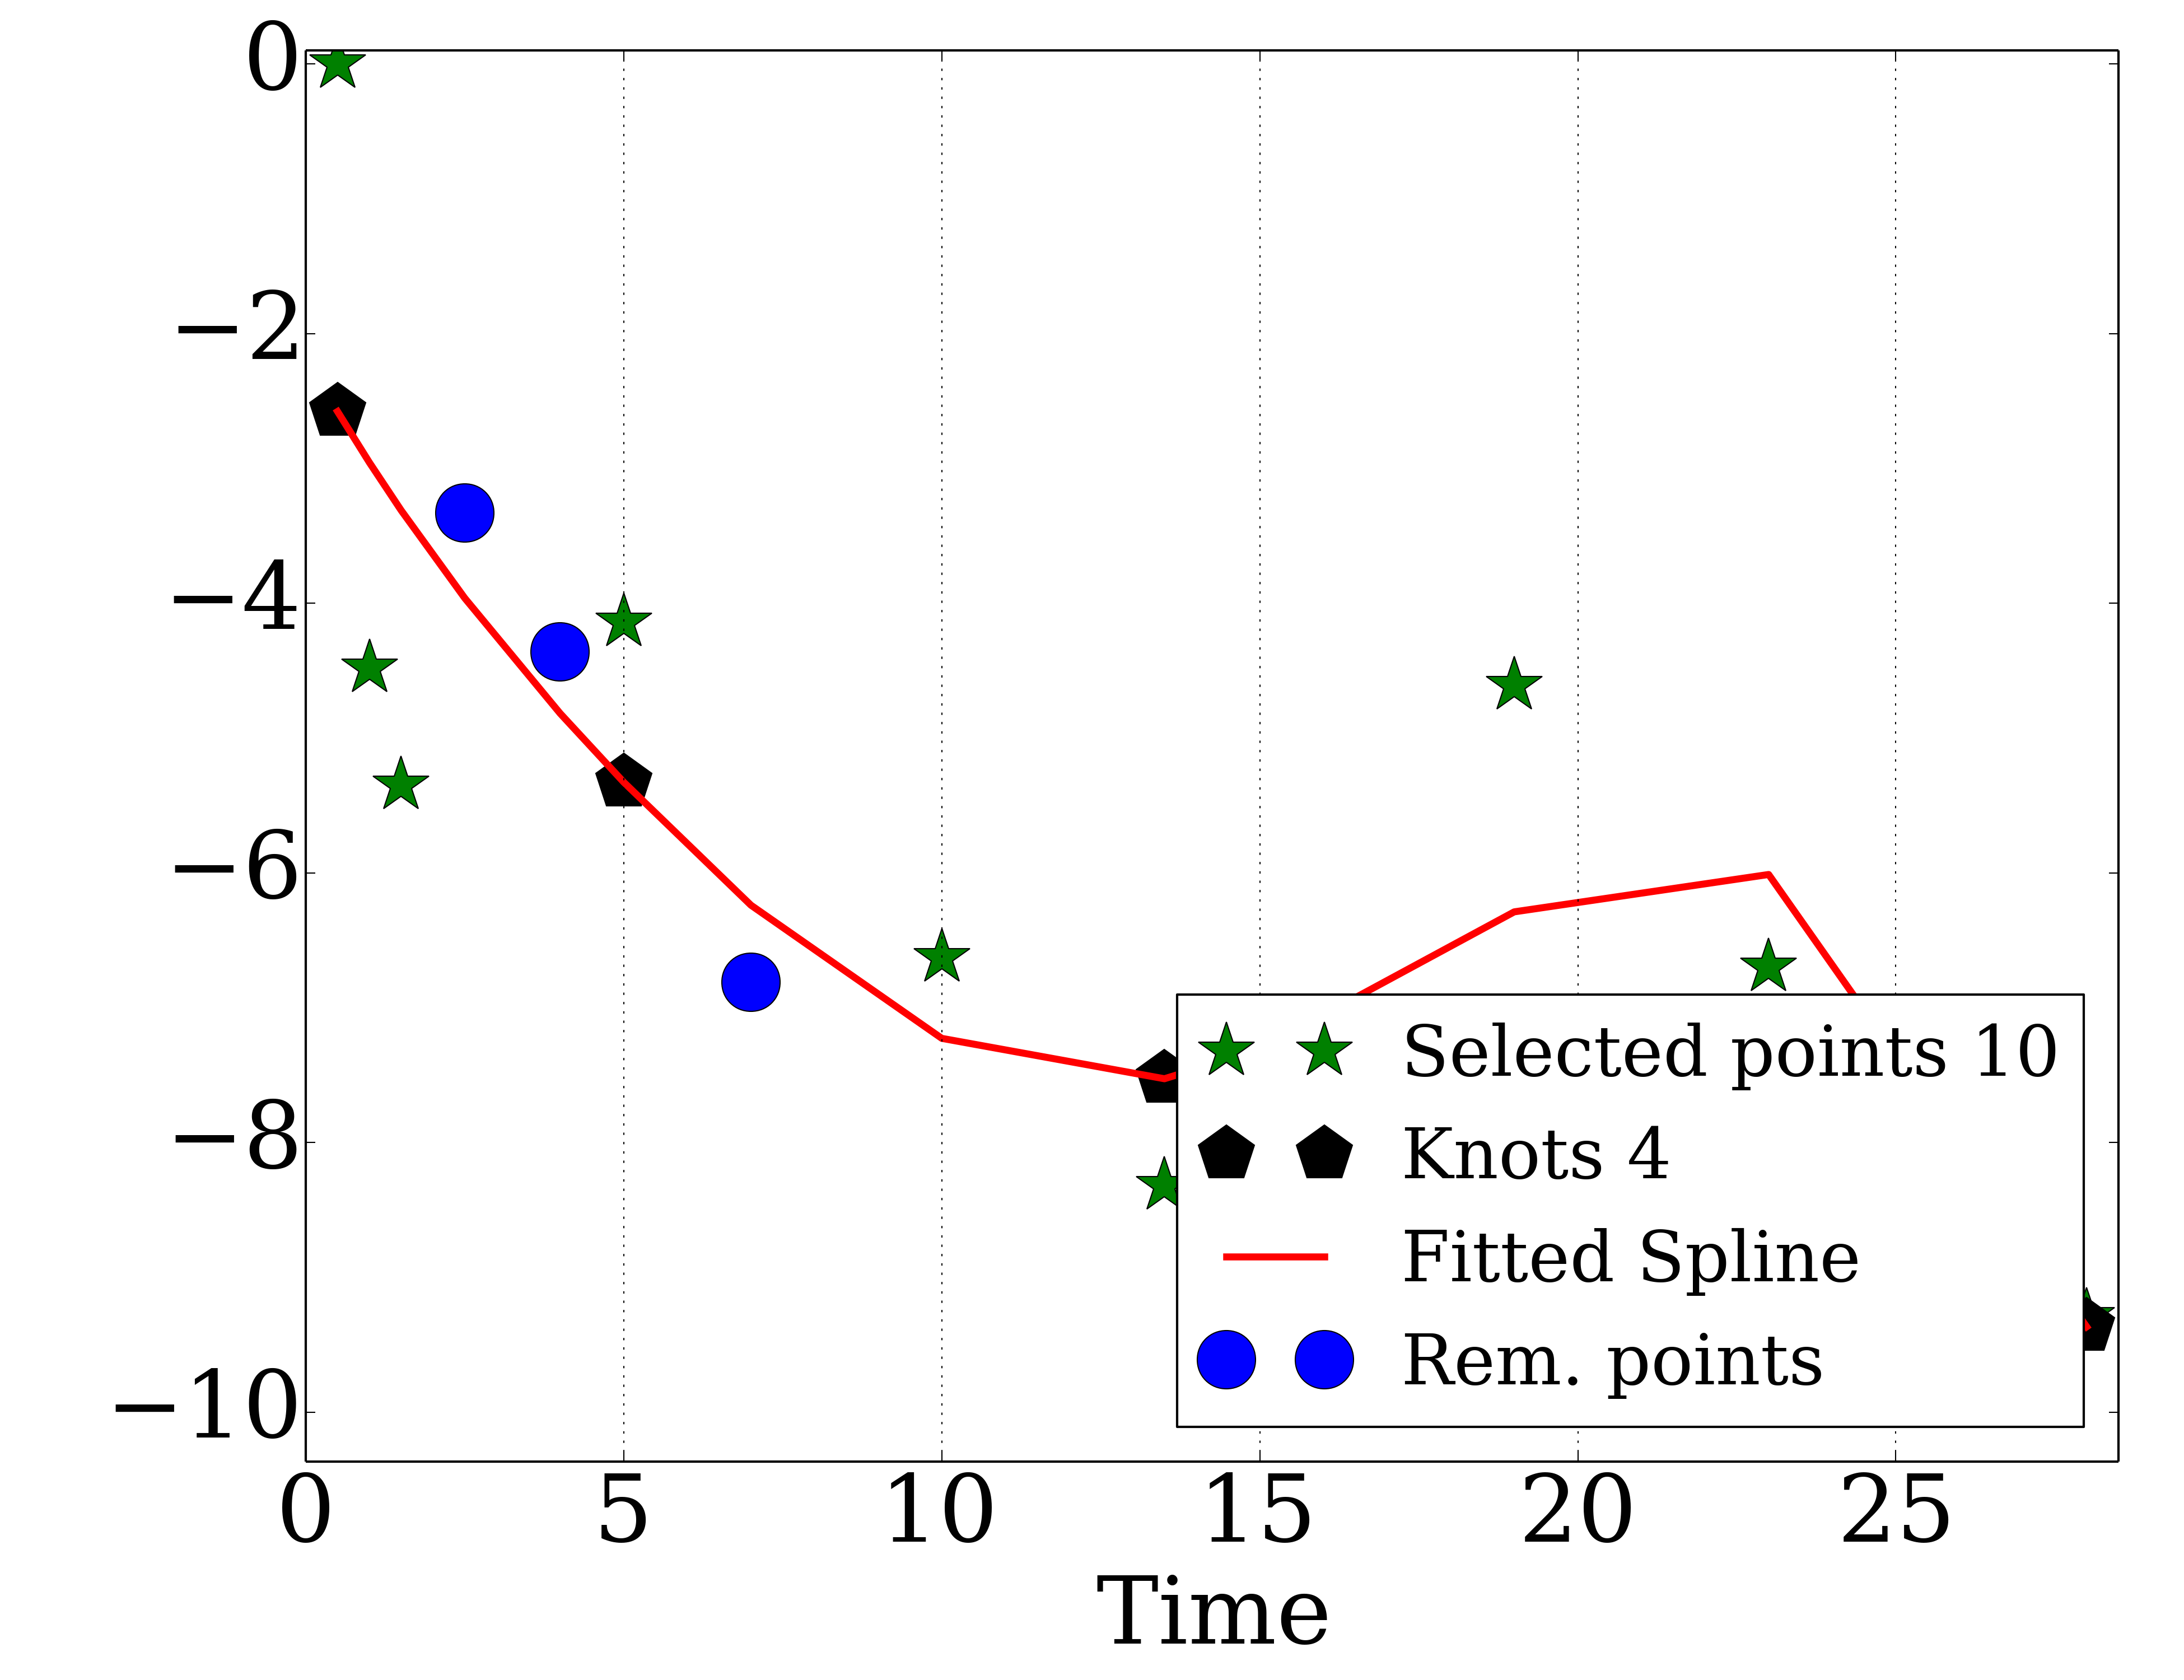 0
−2
−4
−6
−8
−10
Selected points 10
Knots 4
Fitted Spline
Rem. points
0 5 10 15 20 25
Time